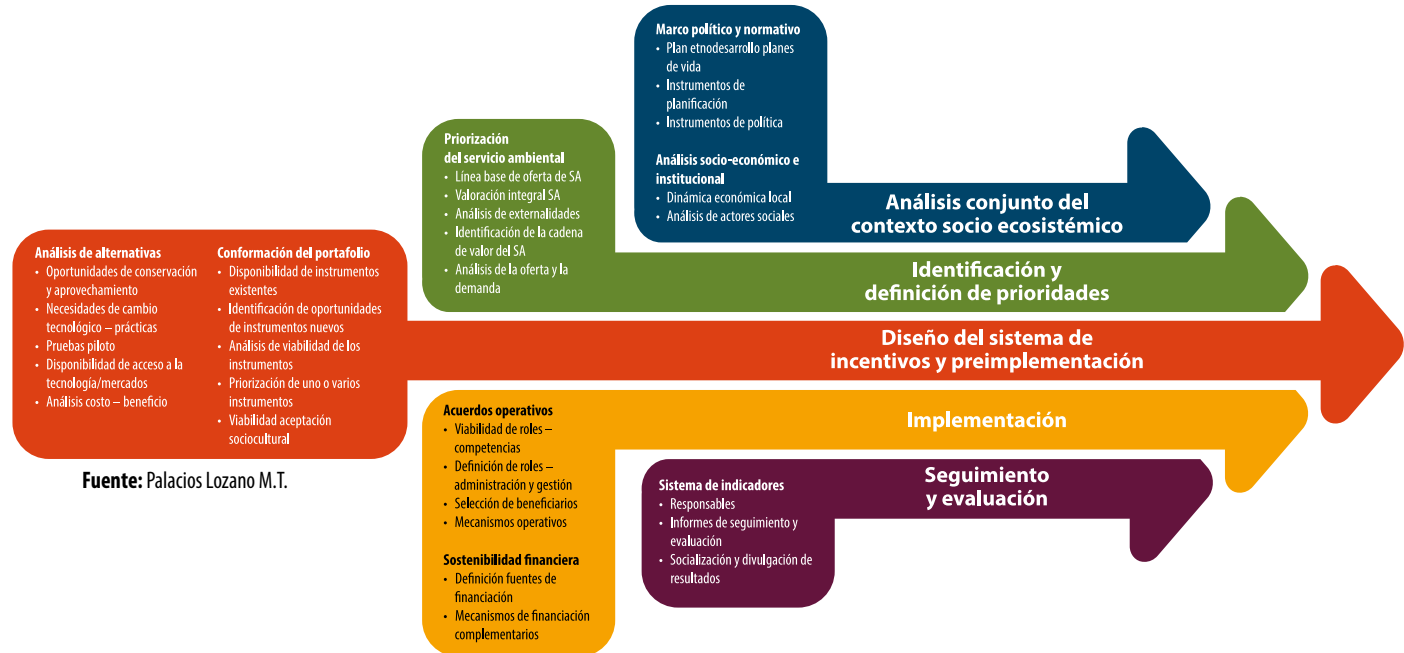 Marco político y normativo
• Plan etnodesarrollo planes
de vida
• Instrumentos de
planificación
• Instrumentos de política
Análisis socio-económico e
institucional
• Dinámica económica local
• Análisis de actores sociales
Análisis conjunto del
contexto socio ecosistémico
Priorización
del servicio ambiental
• Línea base de oferta de SA
• Valoración integral SA
• Análisis de externalidades
• Identificación de la cadena
de valor del SA
• Análisis de la oferta y la
demanda
Identificación y
definición de prioridades
Análisis de alternativas
• Oportunidades de conservación
y aprovechamiento
• Necesidades de cambio
tecnológico – prácticas
• Pruebas piloto
• Disponibilidad de acceso a la
tecnología/mercados
• Análisis costo – beneficio
Conformación del portafolio
• Disponibilidad de instrumentos
existentes
• Identificación de oportunidades
de instrumentos nuevos
• Análisis de viabilidad de los
instrumentos
• Priorización de uno o varios
instrumentos
• Viabilidad aceptación
sociocultural
Diseño del sistema de
incentivos y preimplementación
Acuerdos operativos
• Viabilidad de roles –
competencias
• Definición de roles –
administración y gestión
• Selección de beneficiarios
• Mecanismos operativos
Sostenibilidad financiera
• Definición fuentes de
financiación
• Mecanismos de financiación
complementarios
Implementación
Sistema de indicadores
• Responsables
• Informes de seguimiento y
evaluación
• Socialización y divulgación de
resultados
Seguimiento
y evaluación
Fuente: Palacios Lozano M.T.